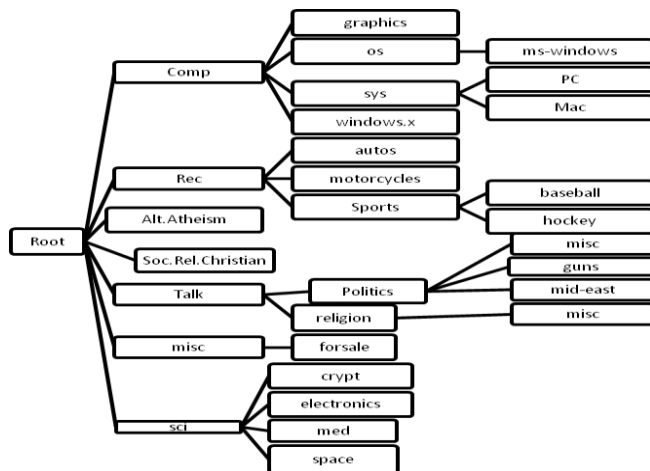 graphics
os
ms-windows
Comp
PC
sys
Mac
windows.x
autos
Rec
motorcycles
baseball
Sports
hockey
Alt.Atheism
Root
misc
Soc.Rel.Christian
guns
Talk
Politics
mid-east
religion
misc
misc
forsale
crypt
electronics
sci
med
space